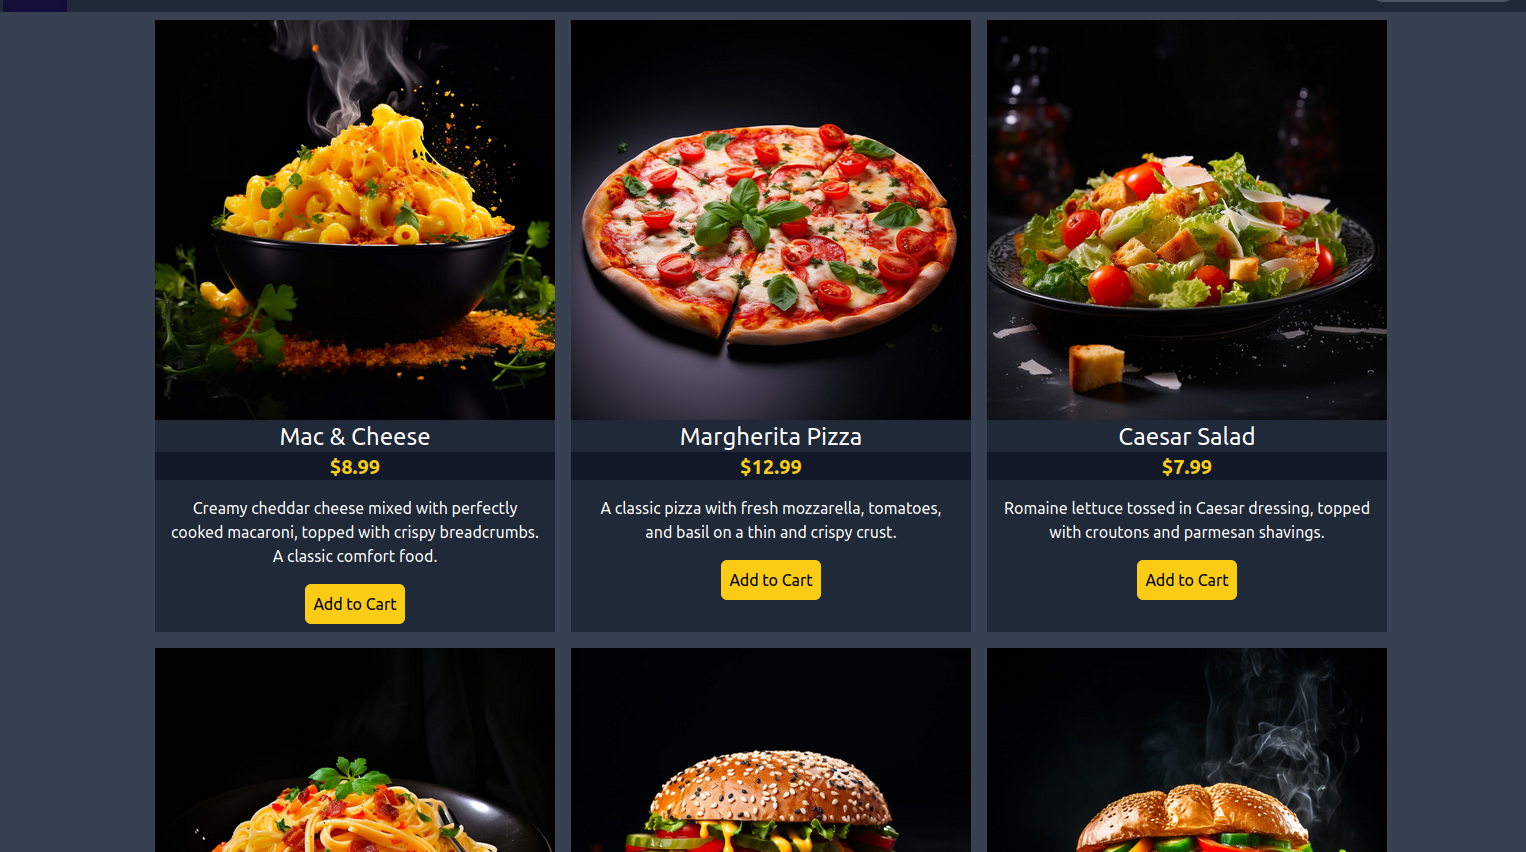 Mac & Cheese
$8.99
Creamy cheddar cheese mixed with perfectly
cooked macaroni, topped with crispy breadcrumbs.
A classic comfort food.
Add to Cart
Margherita Pizza
$12.99
A classic pizza with fresh mozzarella, tomatoes,
and basil on a thin and crispy crust.
Add to Cart
Caesar Salad
$7.99
Romaine lettuce tossed in Caesar dressing, topped
with croutons and parmesan shavings.
Add to Cart